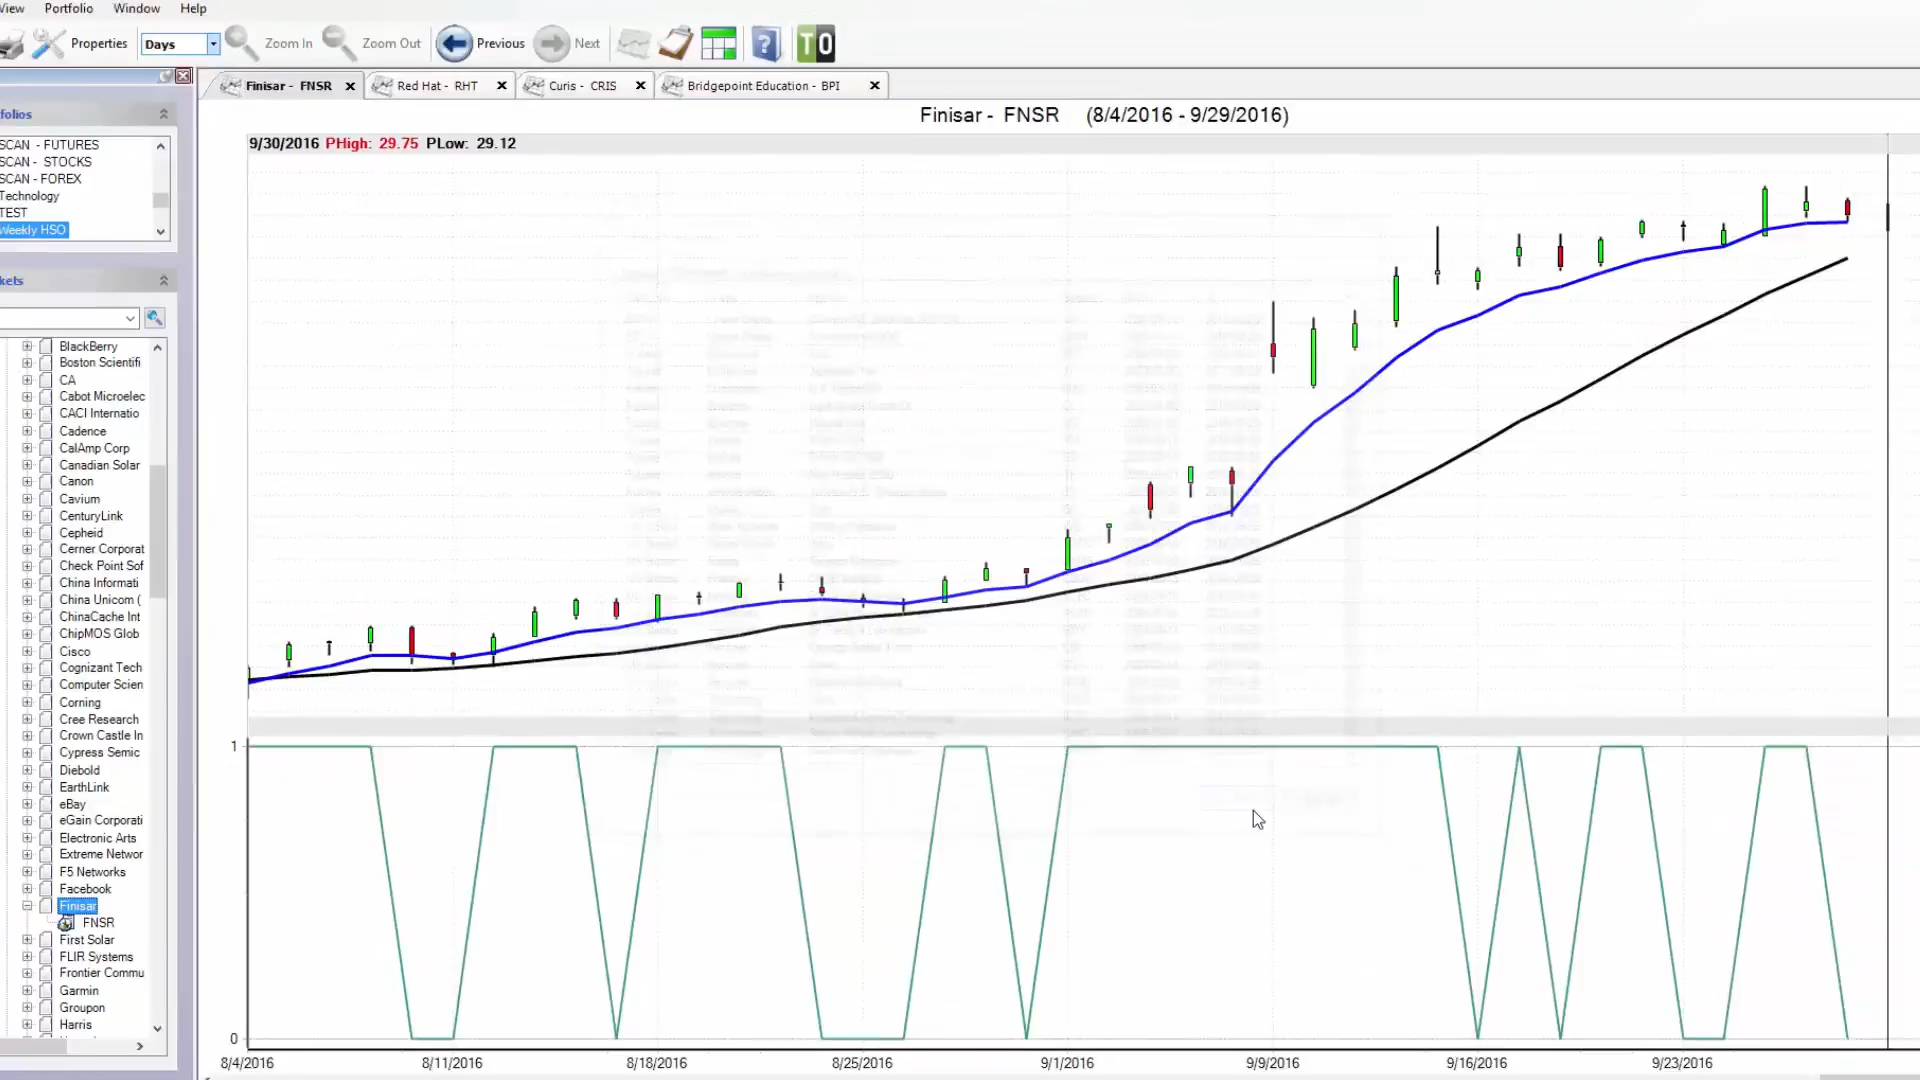 View Portfolio Window Help
Properties Days Zoom In Zoom Out Previous Next ? TO
Finisar - FNSR Red Hat - RHT Curis - CRIS Bridgepoint Education - BPI
folios
SCAN - FUTURES
SCAN - STOCKS
SCAN - FOREX
Technology
TEST
Weekly HSO
kets
BlackBerry
Boston Scientifi
CA
Cabot Microelec
CACI Internatio
Cadence
CalAmp Corp
Canadian Solar
Canon
Cavium
CenturyLink
Cepheid
Cerner Corporat
Check Point Sof
China Informati
China Unicom (
ChinaCache Int
ChipMOS Glob
Cisco
Cognizant Tech
Computer Scien
Corning
Cree Research
Crown Castle In
Cypress Semic
Diebold
EarthLink
eBay
eGain Corporati
Electronic Arts
Extreme Networ
F5 Networks
Facebook
Finisar
FNSR
First Solar
FLIR Systems
Frontier Commu
Garmin
Groupon
Harris
Finisar - FNSR (8/4/2016 - 9/29/2016)
9/30/2016 PHigh: 29.75 PLow: 29.12
1
0
8/4/2016 8/11/2016 8/18/2016 8/25/2016 9/1/2016 9/9/2016 9/16/2016 9/23/2016